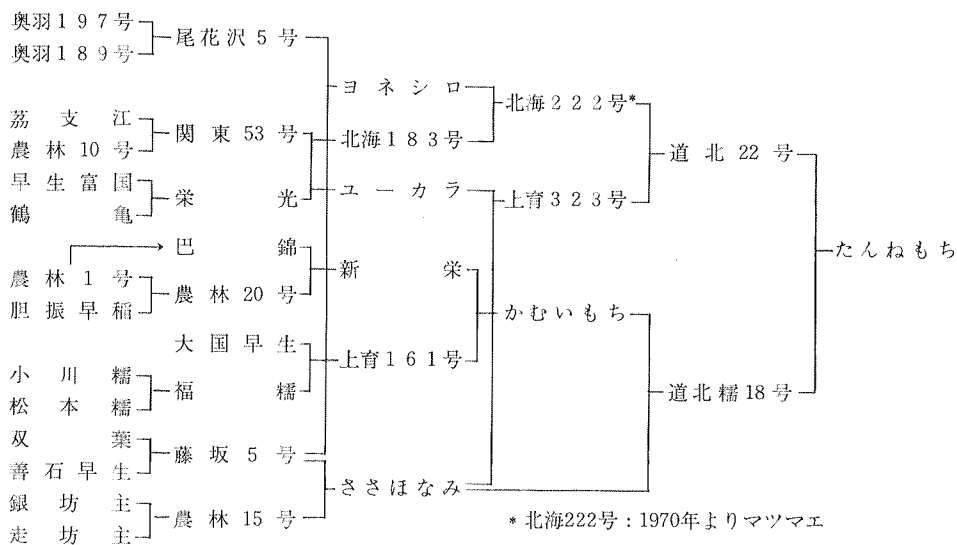 奥羽197号
奥羽189号
尾花沢5号
ヨネシロ
北海222号*
茘支江
農林10号
関東53号
北海183号
道北22号
早生富国
鶴亀
栄光
ユーカラ
上育323号
巴錦
たんねもち
農林1号
胆振早稲
農林20号
新栄
かむいもち
大国早生
上育161号
小川糯
松本糯
福糯
道北糯18号
双葉
善石早生
藤坂5号
ささほなみ
銀坊主
走坊主
農林15号
*北海222号:1970年よりマツマエ